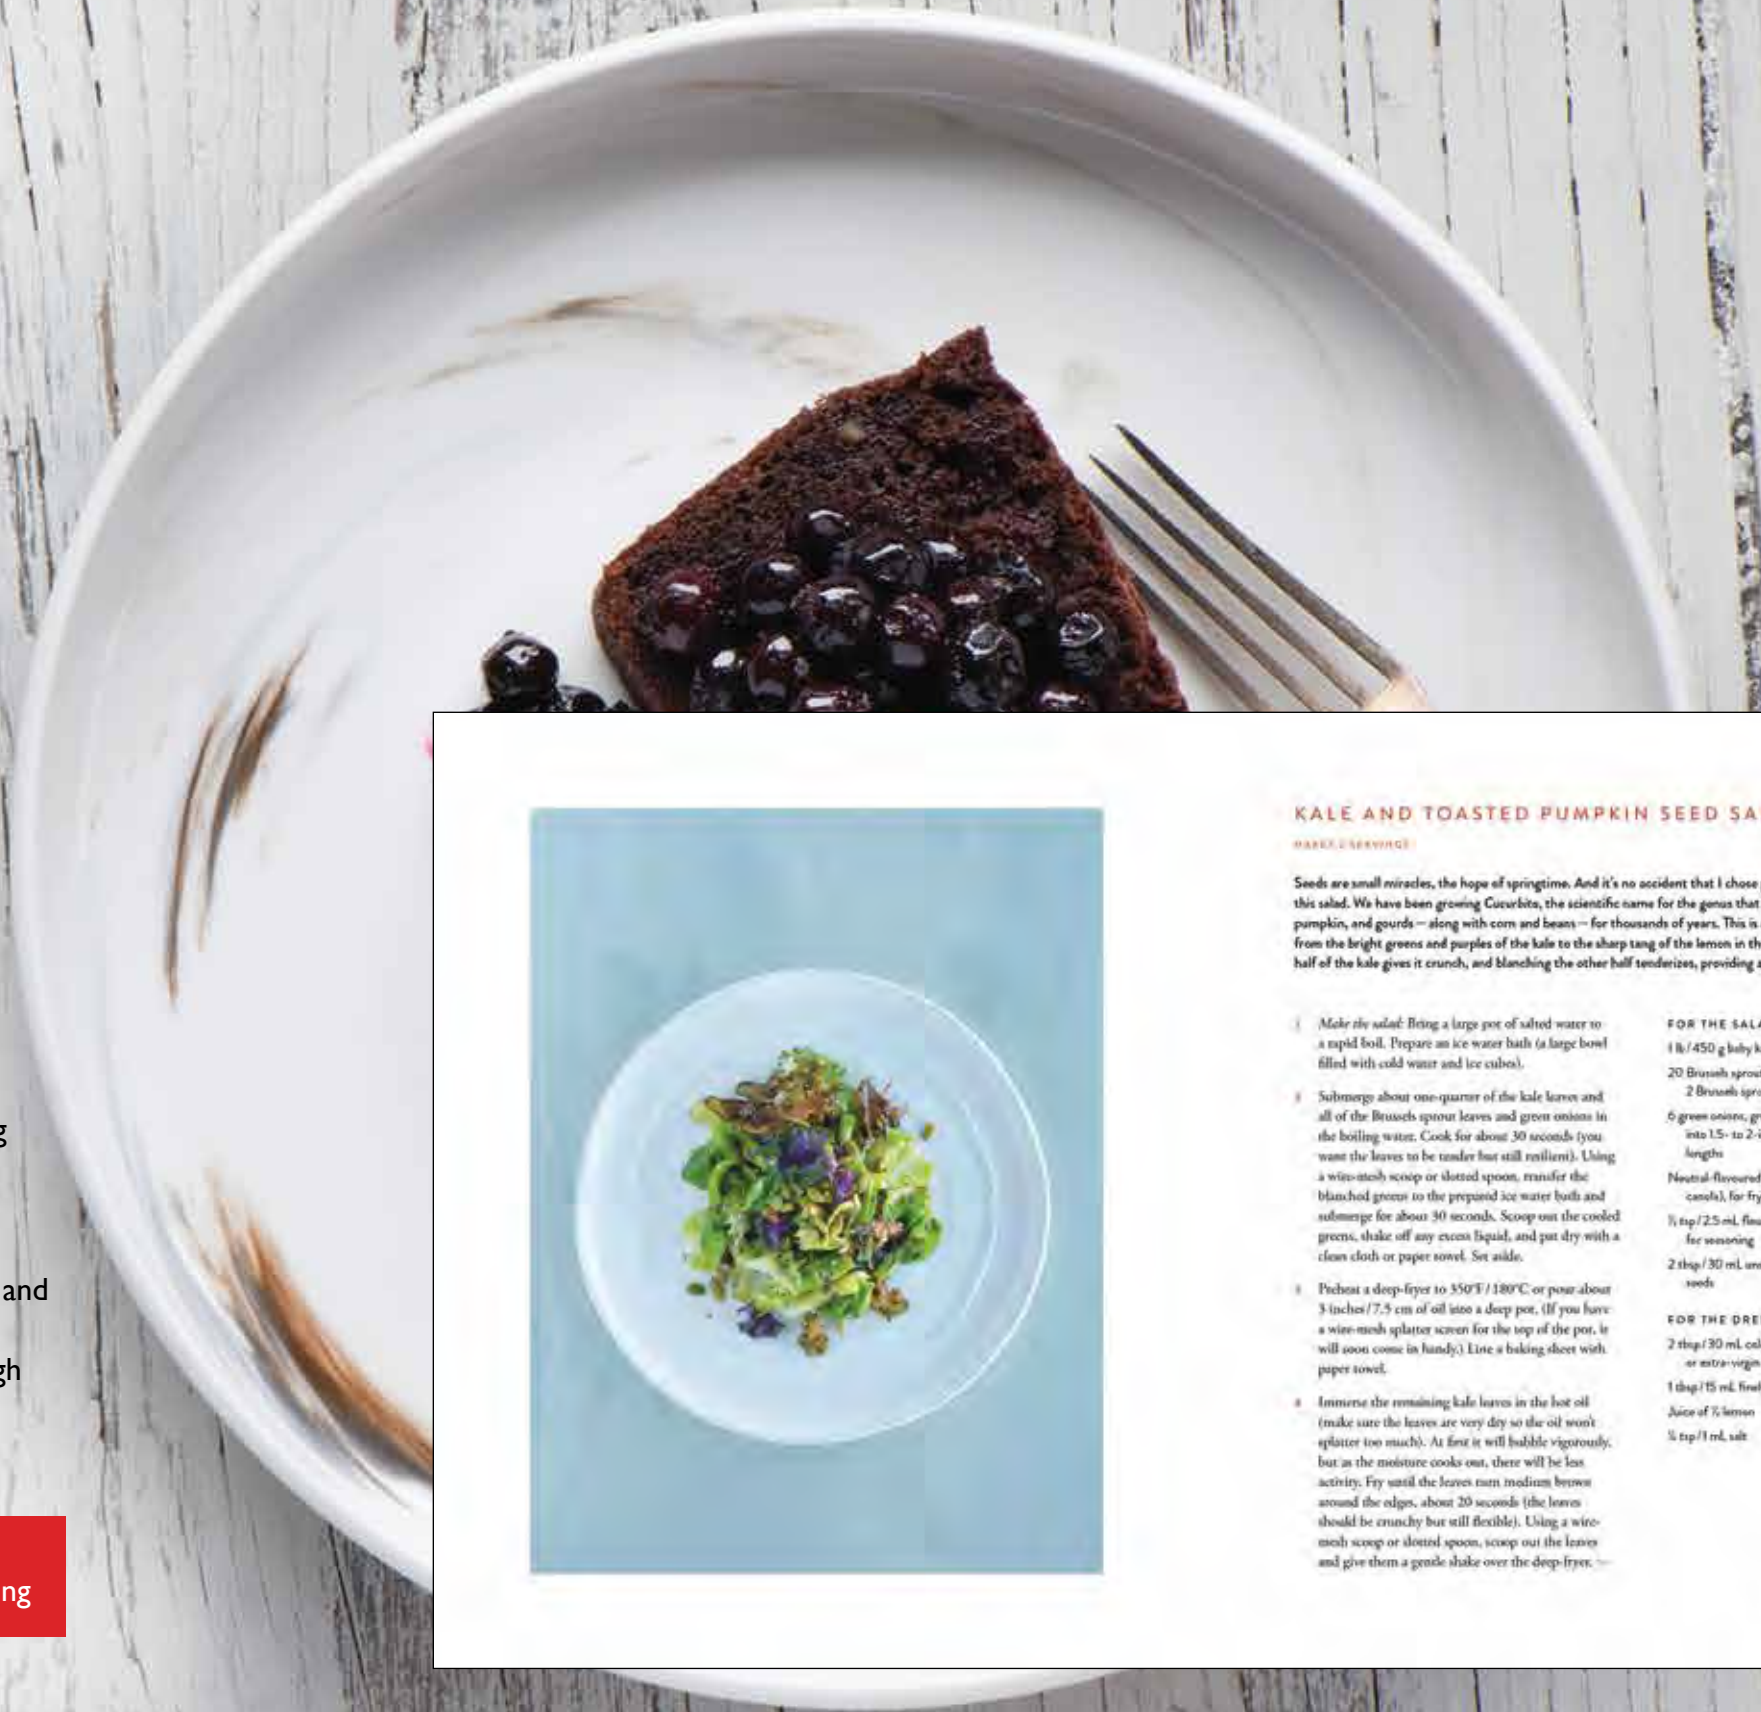 g
and
gh
ng
KALE AND TOASTED PUMPKIN SEED SA
MAKES SERVINGS
Seeds are small miracles, the hope of springtime. And it's no accident that I chose
this salad. We have been growing Cucurbita, the scientific name for the genus that
pumpkin, and gourds — along with corn and beans — for thousands of years. This is
from the bright greens and purples of the kale to the sharp tang of the lemon in th
half of the kale gives it crunch, and blanching the other half tenderizes, providing a
1 Make the salad: Bring a large pot of salted water to
a rapid boil. Prepare an ice water bath (a large bowl
filled with cold water and ice cubes).
2 Submerge about one-quarter of the kale leaves and
all of the Brussels sprout leaves and green onions in
the boiling water. Cook for about 30 seconds (you
want the leaves to be tender but still resilient). Using
a wire-mesh scoop or slotted spoon, transfer the
blanched greens to the prepared ice water bath and
submerge for about 30 seconds. Scoop out the cooled
greens, shake off any excess liquid, and pat dry with a
clean cloth or paper towel. Set aside.
3 Preheat a deep-fryer to 350°F/180°C or pour about
3 inches/7.5 cm of oil into a deep pot. (If you have
a wire-mesh splatter screen for the top of the pot, it
will soon come in handy.) Line a baking sheet with
paper towel.
4 Immerse the remaining kale leaves in the hot oil
(make sure the leaves are very dry so the oil won't
splatter too much). At first it will bubble vigorously,
but as the moisture cooks out, there will be less
activity. Fry until the leaves turn medium brown
around the edges, about 20 seconds (the leaves
should be crunchy but still flexible). Using a wire-
mesh scoop or slotted spoon, scoop out the leaves
and give them a gentle shake over the deep-fryer.
FOR THE SALA
1 lb/450 g baby k
20 Brussels sprou
2 Brussels spro
6 green onions, gr
into 1.5- to 2-i
lengths
Neutral-flavoured
canola), for fry
½ tsp/2.5 mL
for seasoning
2 tbsp/30 mL
seeds
FOR THE DRE
2 tbsp/30 mL
or extra-virgin
1 tbsp/15 mL
Juice of ½ lemon
¼ tsp/1 mL salt